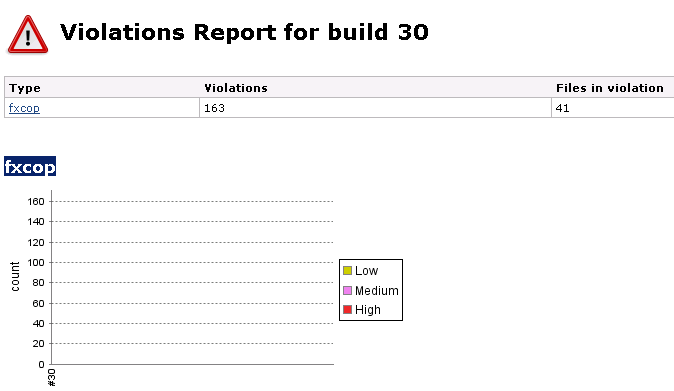 Violations Report for build 30
Type Violations Files in violation
fxcop 163 41
fxcop
160
140
120
100
80
60
40
20
0
count
#30
Low
Medium
High